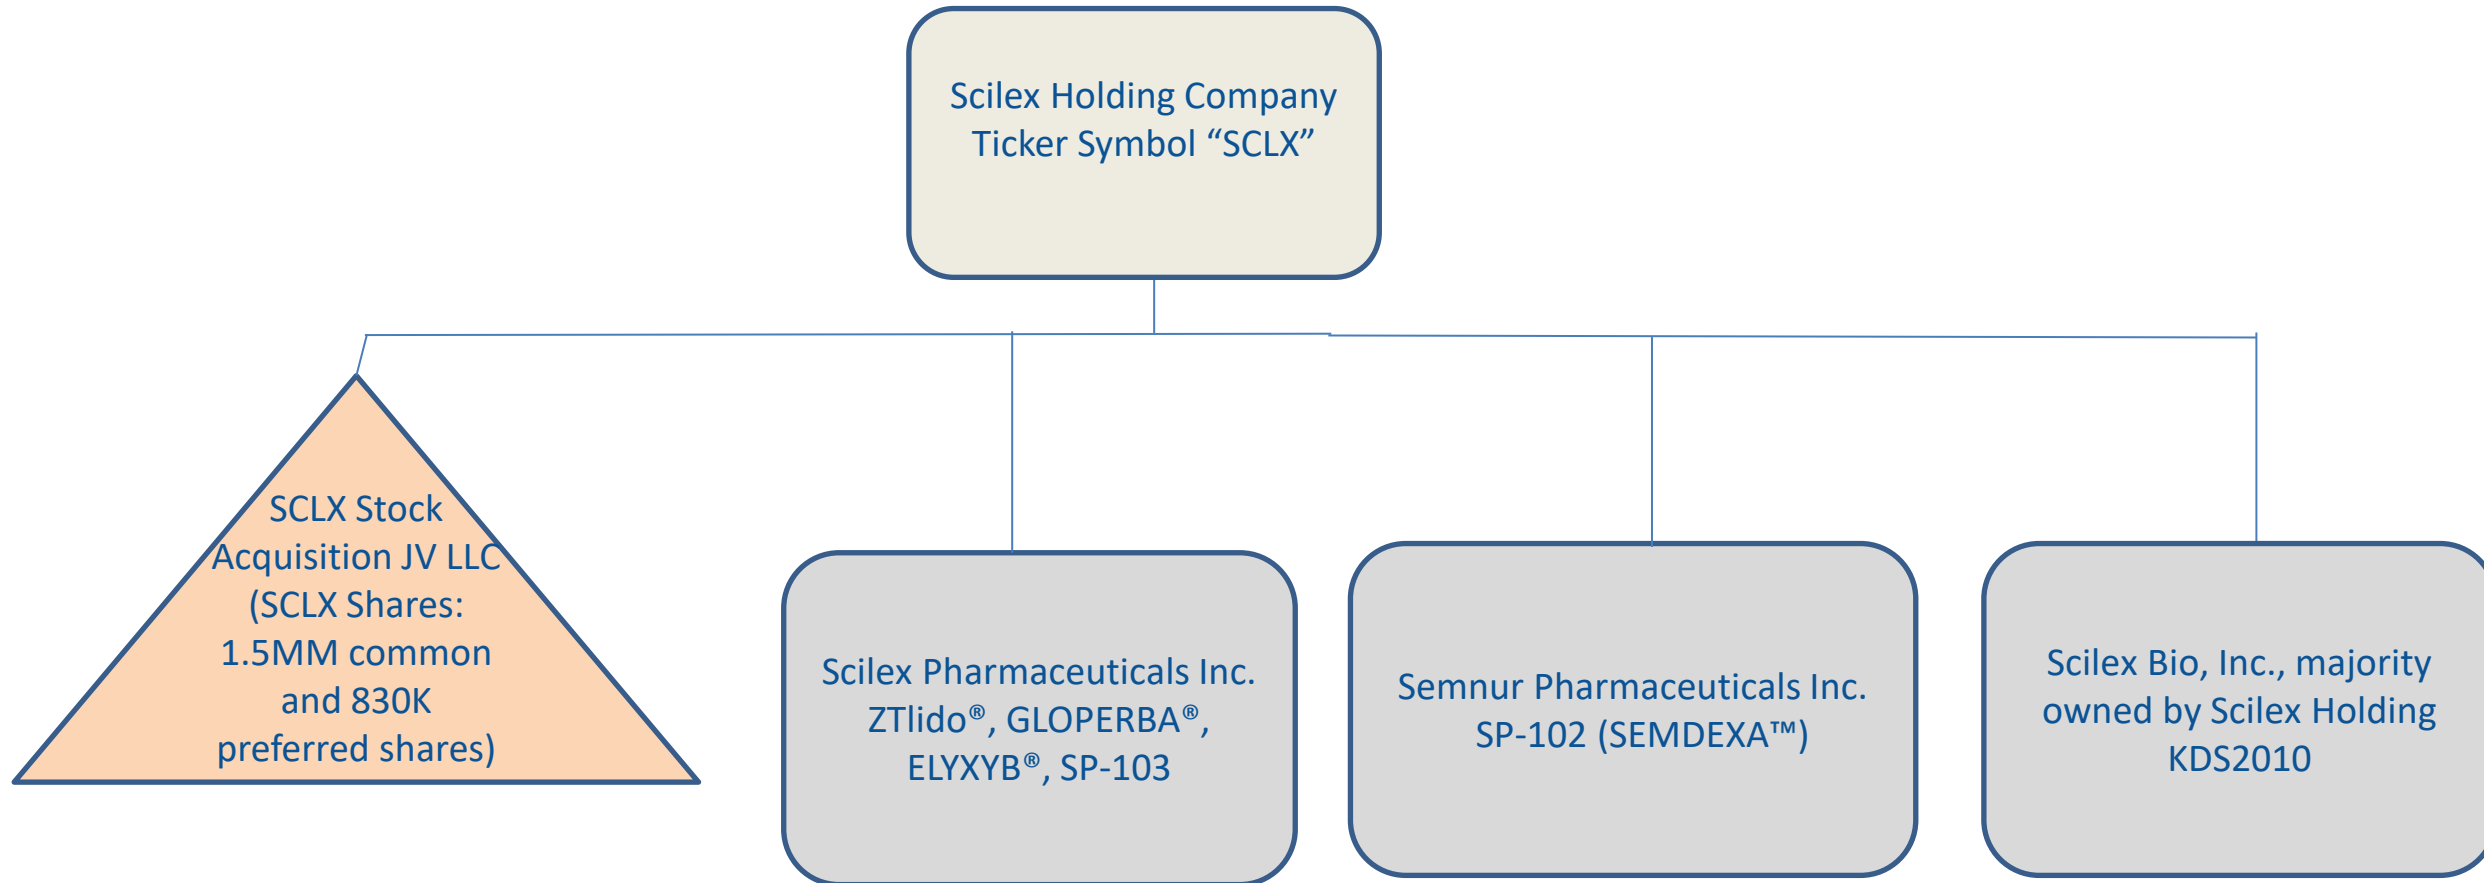 Scilex Holding Company
Ticker Symbol “SCLX”
SCLX Stock
Acquisition JV LLC
(SCLX Shares:
1.5MM common
and 830K
preferred shares)
Scilex Pharmaceuticals Inc.
ZTlido®, GLOPERBA®,
ELYXYB®, SP-103
Semnur Pharmaceuticals Inc.
SP-102 (SEMDEXA™)
Scilex Bio, Inc., majority
owned by Scilex Holding
KDS2010